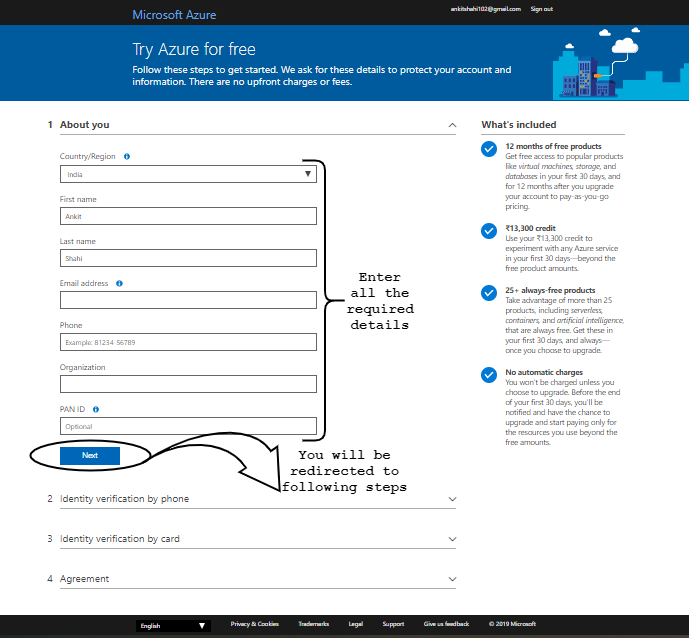 Microsoft Azure
ankitshahi102@gmail.com Sign out
Try Azure for free
Follow these steps to get started. We ask for these details to protect your account and
information. There are no upfront charges or fees.
1 About you
Country/Region
India
First name
Ankit
Last name
Shahi
Email address
Phone
Example: 81234-56789
Organization
PAN ID
Optional
Next
Enter
all the
required
details
You will be
redirected to
following steps
2 Identity verification by phone
3 Identity verification by card
4 Agreement
What's included
12 months of free products
Get free access to popular products
like virtual machines, storage, and
databases in your first 30 days, and
for 12 months after you upgrade
your account to pay-as-you-go
pricing.
₹13,300 credit
Use your ₹13,300 credit to
experiment with any Azure service
in your first 30 days—beyond the
free product amounts.
25+ always-free products
Take advantage of more than 25
products, including serverless,
containers, and artificial intelligence,
that are always free. Get these in
your first 30 days, and always—
once you choose to upgrade.
No automatic charges
You won't be charged unless you
choose to upgrade. Before the end
of your first 30 days, you'll be
notified and have the chance to
upgrade and start paying only for
the resources you use beyond the
free amounts.
English Privacy & Cookies Trademarks Legal Support Give us feedback © 2019 Microsoft